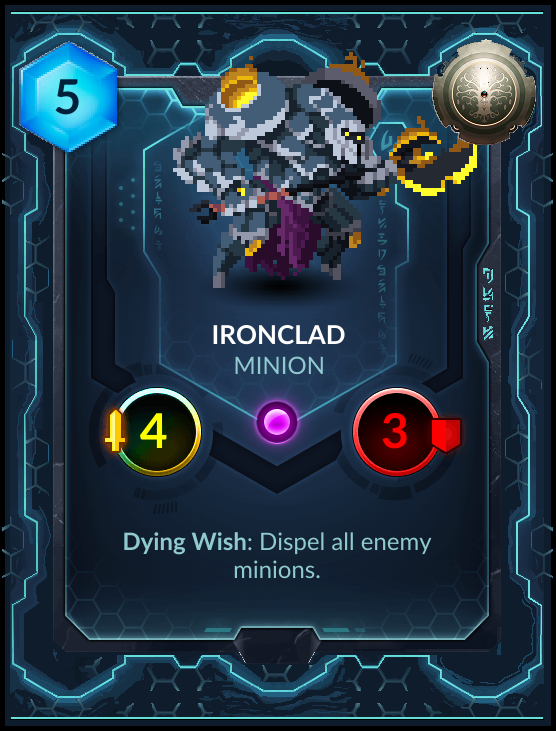 5
IRONCLAD
MINION
4
3
Dying Wish: Dispel all enemy
minions.